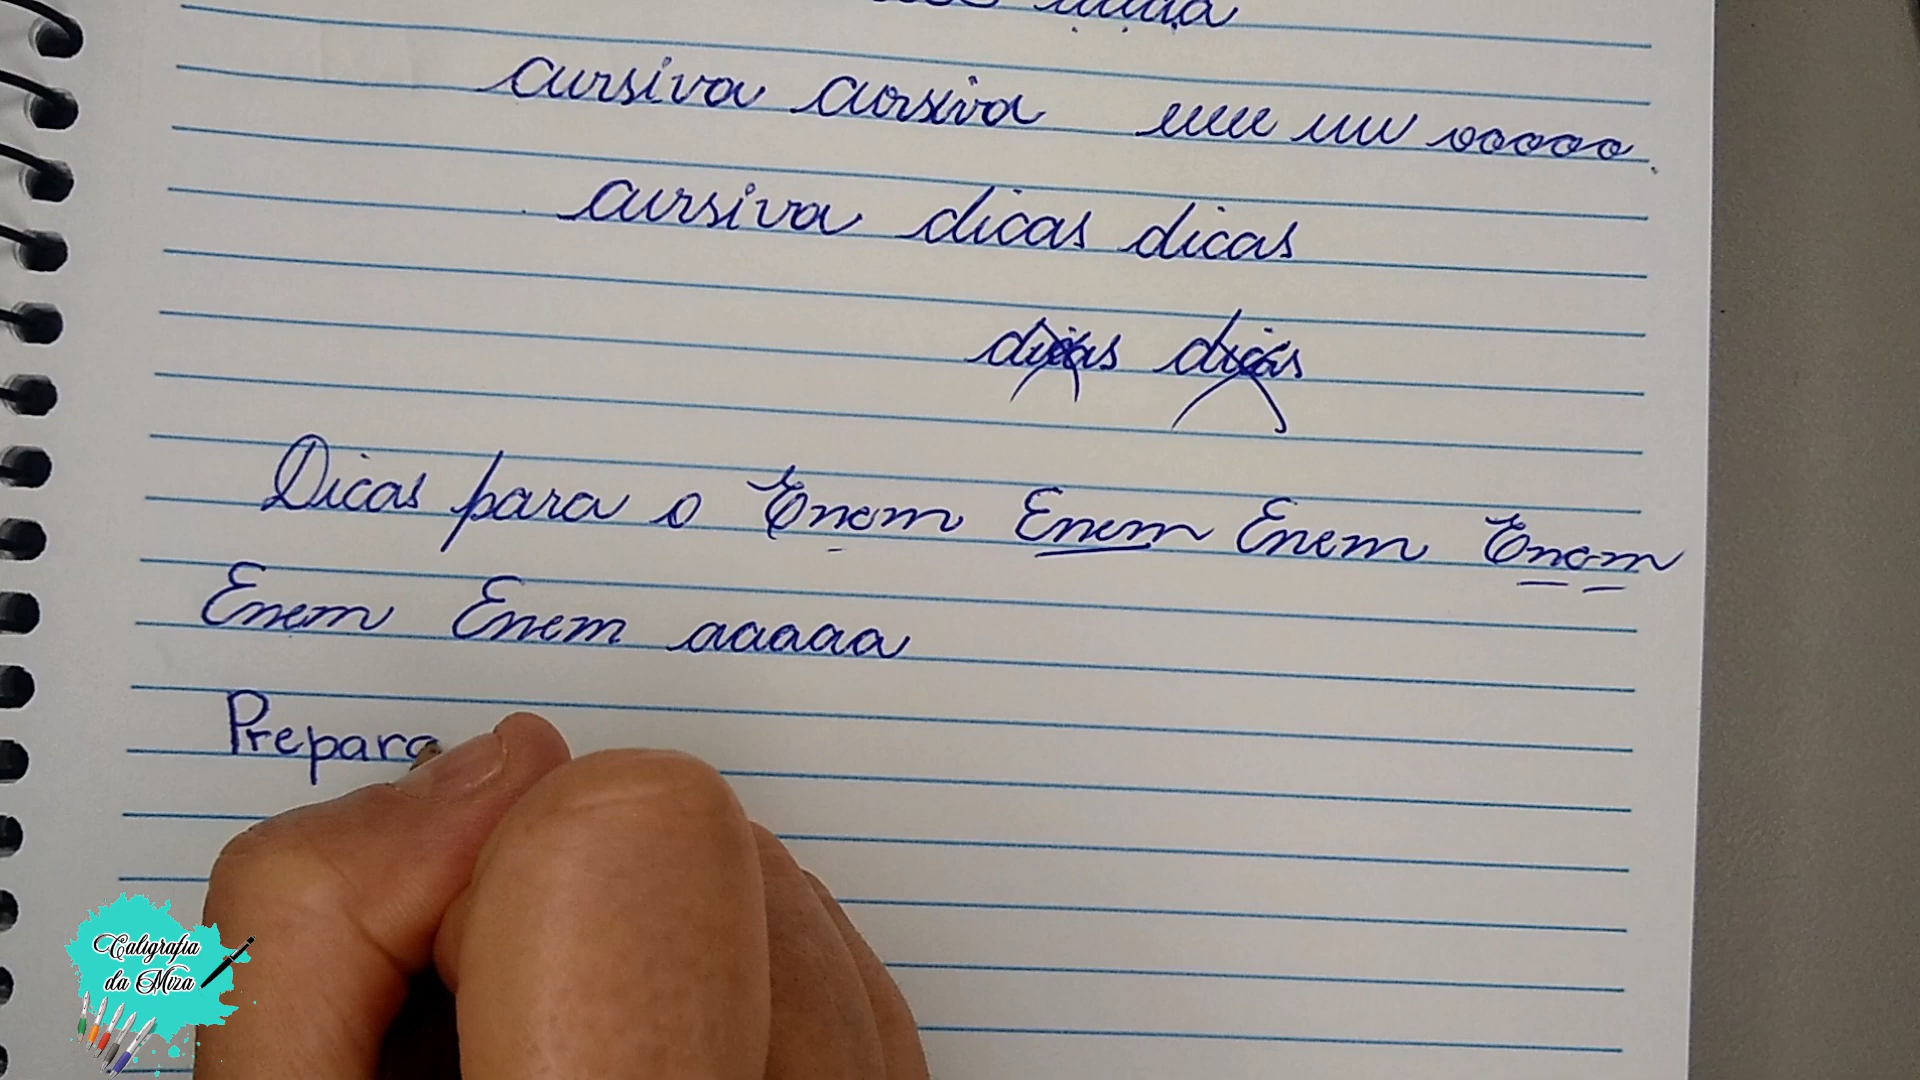 cursiva cursiva uuu uu ooooo
cursiva dicas dicas
dicas dicas
Dicas para o Enem Enem Enem Enem
Enem Enem aaaaa
Prepara
Caligrafia
da Miza